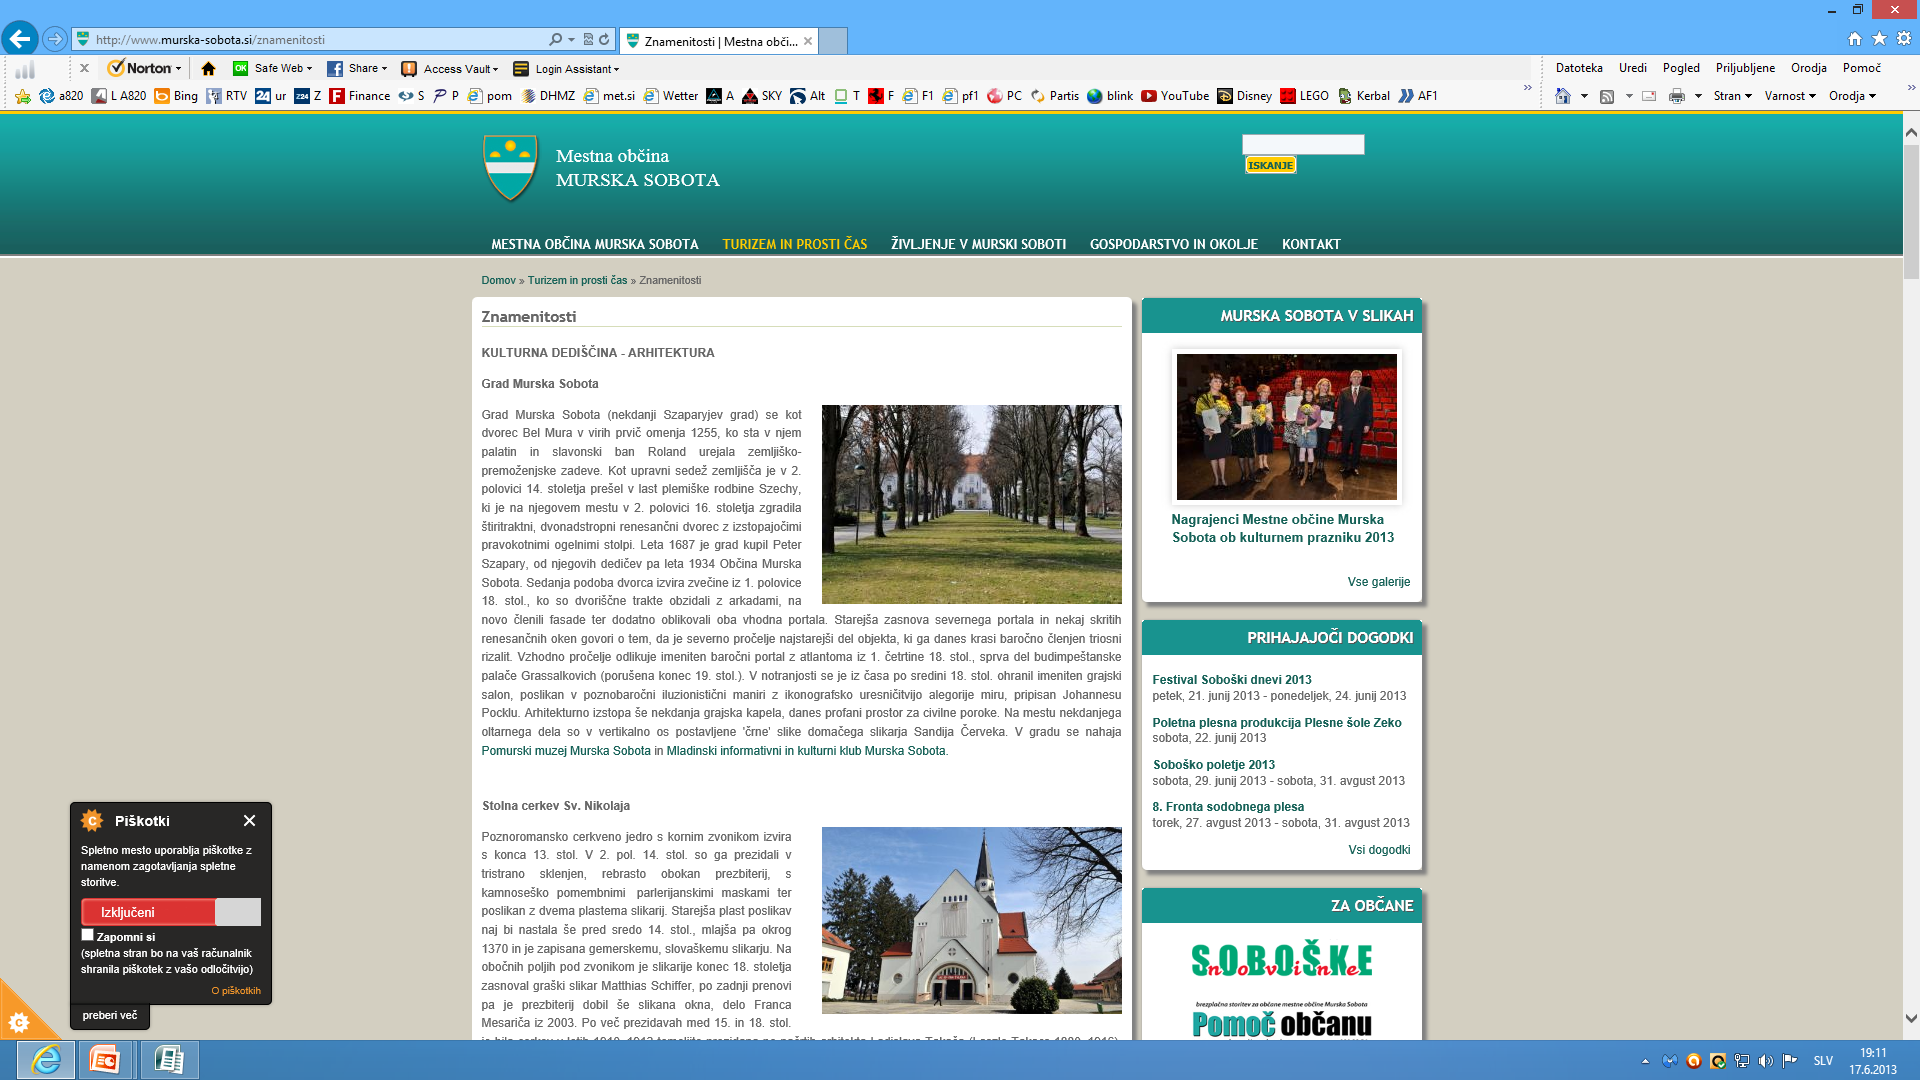 http://www.murska-sobota.si/znamenitosti
Znamenitosti | Mestna obči...
Norton
Safe Web
Share
Access Vault
Login Assistant
Datoteka Uredi Pogled Priljubljene Orodja Pomoč
a820 L A820 Bing RTV ur Z Finance S P pom DHMZ met.si Wetter A SKY Alt T F F1 pf1 PC Partis blink YouTube Disney LEGO Kerbal AF1
Stran Varnost Orodja
Mestna občina
MURSKA SOBOTA
ISKANJE
MESTNA OBČINA MURSKA SOBOTA TURIZEM IN PROSTI ČAS ŽIVLJENJE V MURSKI SOBOTI GOSPODARSTVO IN OKOLJE KONTAKT
Domov » Turizem in prosti čas » Znamenitosti
Znamenitosti
KULTURNA DEDIŠČINA - ARHITEKTURA
Grad Murska Sobota
Grad Murska Sobota (nekdanji Szaparyjev grad) se kot
dvorec Bel Mura v virih prvič omenja 1255, ko sta v njem
palatin in slavonski ban Roland urejala zemljiško-
premoženjske zadeve. Kot upravni sedež zemljišča je v 2.
polovici 14. stoletja prešel v last plemiške rodbine Szechy,
ki je na njegovem mestu v 2. polovici 16. stoletja zgradila
štiritraktni, dvonadstropni renesančni dvorec z izstopajočimi
pravokotnimi ogelnimi stolpi. Leta 1687 je grad kupil Peter
Szapary, od njegovih dedičev pa leta 1934 Občina Murska
Sobota. Sedanja podoba dvorca izvira zvečine iz 1. polovice
18. stol., ko so dvoriščne trakte obzidali z arkadami, na
novo členili fasade ter dodatno oblikovali oba vhodna portala. Starejša zasnova severnega portala in nekaj skritih
renesančnih oken govori o tem, da je severno pročelje najstarejši del objekta, ki ga danes krasi baročno členjen triosni
rizalit. Vzhodno pročelje odlikuje imeniten baročni portal z atlantoma iz 1. četrtine 18. stol., sprva del budimpeštanske
palače Grassalkovich (porušena konec 19. stol.). V notranjosti se je iz časa po sredini 18. stol. ohranil imeniten grajski
salon, poslikan v poznobaročni iluzionistični maniri z ikonografsko uresničitvijo alegorije miru, pripisan Johannesu
Pocklu. Arhitekturno izstopa še nekdanja grajska kapela, danes profani prostor za civilne poroke. Na mestu nekdanjega
oltarnega dela so v vertikalno os postavljene 'črne' slike domačega slikarja Sandija Červeka. V gradu se nahaja
Pomurski muzej Murska Sobota in Mladinski informativni in kulturni klub Murska Sobota.
Stolna cerkev Sv. Nikolaja
Poznoromansko cerkveno jedro s kornim zvonikom izvira
s konca 13. stol. V 2. pol. 14. stol. so ga prezidali v
tristrano sklenjen, rebrasto obokan prezbiterij, s
kamnoseško pomembnimi parlerijanskimi maskami ter
poslikan z dvema plastema slikarij. Starejša plast poslikav
naj bi nastala še pred sredo 14. stol., mlajša pa okrog
1370 in je zapisana gemerskemu, slovaškemu slikarju. Na
obočnih poljih pod zvonikom je slikarije konec 18. stoletja
zasnoval graški slikar Matthias Schiffer, po zadnji prenovi
pa je prezbiterij dobil še slikana okna, delo Franca
Mesariča iz 2003. Po več prezidavah med 15. in 18. stol.
MURSKA SOBOTA V SLIKAH
Nagrajenci Mestne občine Murska
Sobota ob kulturnem prazniku 2013
Vse galerije
PRIHAJAJOČI DOGODKI
Festival Soboški dnevi 2013
petek, 21. junij 2013 - ponedeljek, 24. junij 2013
Poletna plesna produkcija Plesne šole Zeko
sobota, 22. junij 2013
Soboško poletje 2013
sobota, 29. junij 2013 - sobota, 31. avgust 2013
8. Fronta sodobnega plesa
torek, 27. avgust 2013 - sobota, 31. avgust 2013
Vsi dogodki
ZA OBČANE
SOBOŠKE
novine
brezplačna storitev za občane mestne občine Murska Sobota
Pomoč občanu
Piškotki
Spletno mesto uporablja piškotke z
namenom zagotavljanja spletne
storitve.
Izključeni
Zapomni si
(spletna stran bo na vaš računalnik
shranila piškotek z vašo odločitvijo)
O piškotkih
preberi več
SLV
19:11
17.6.2013